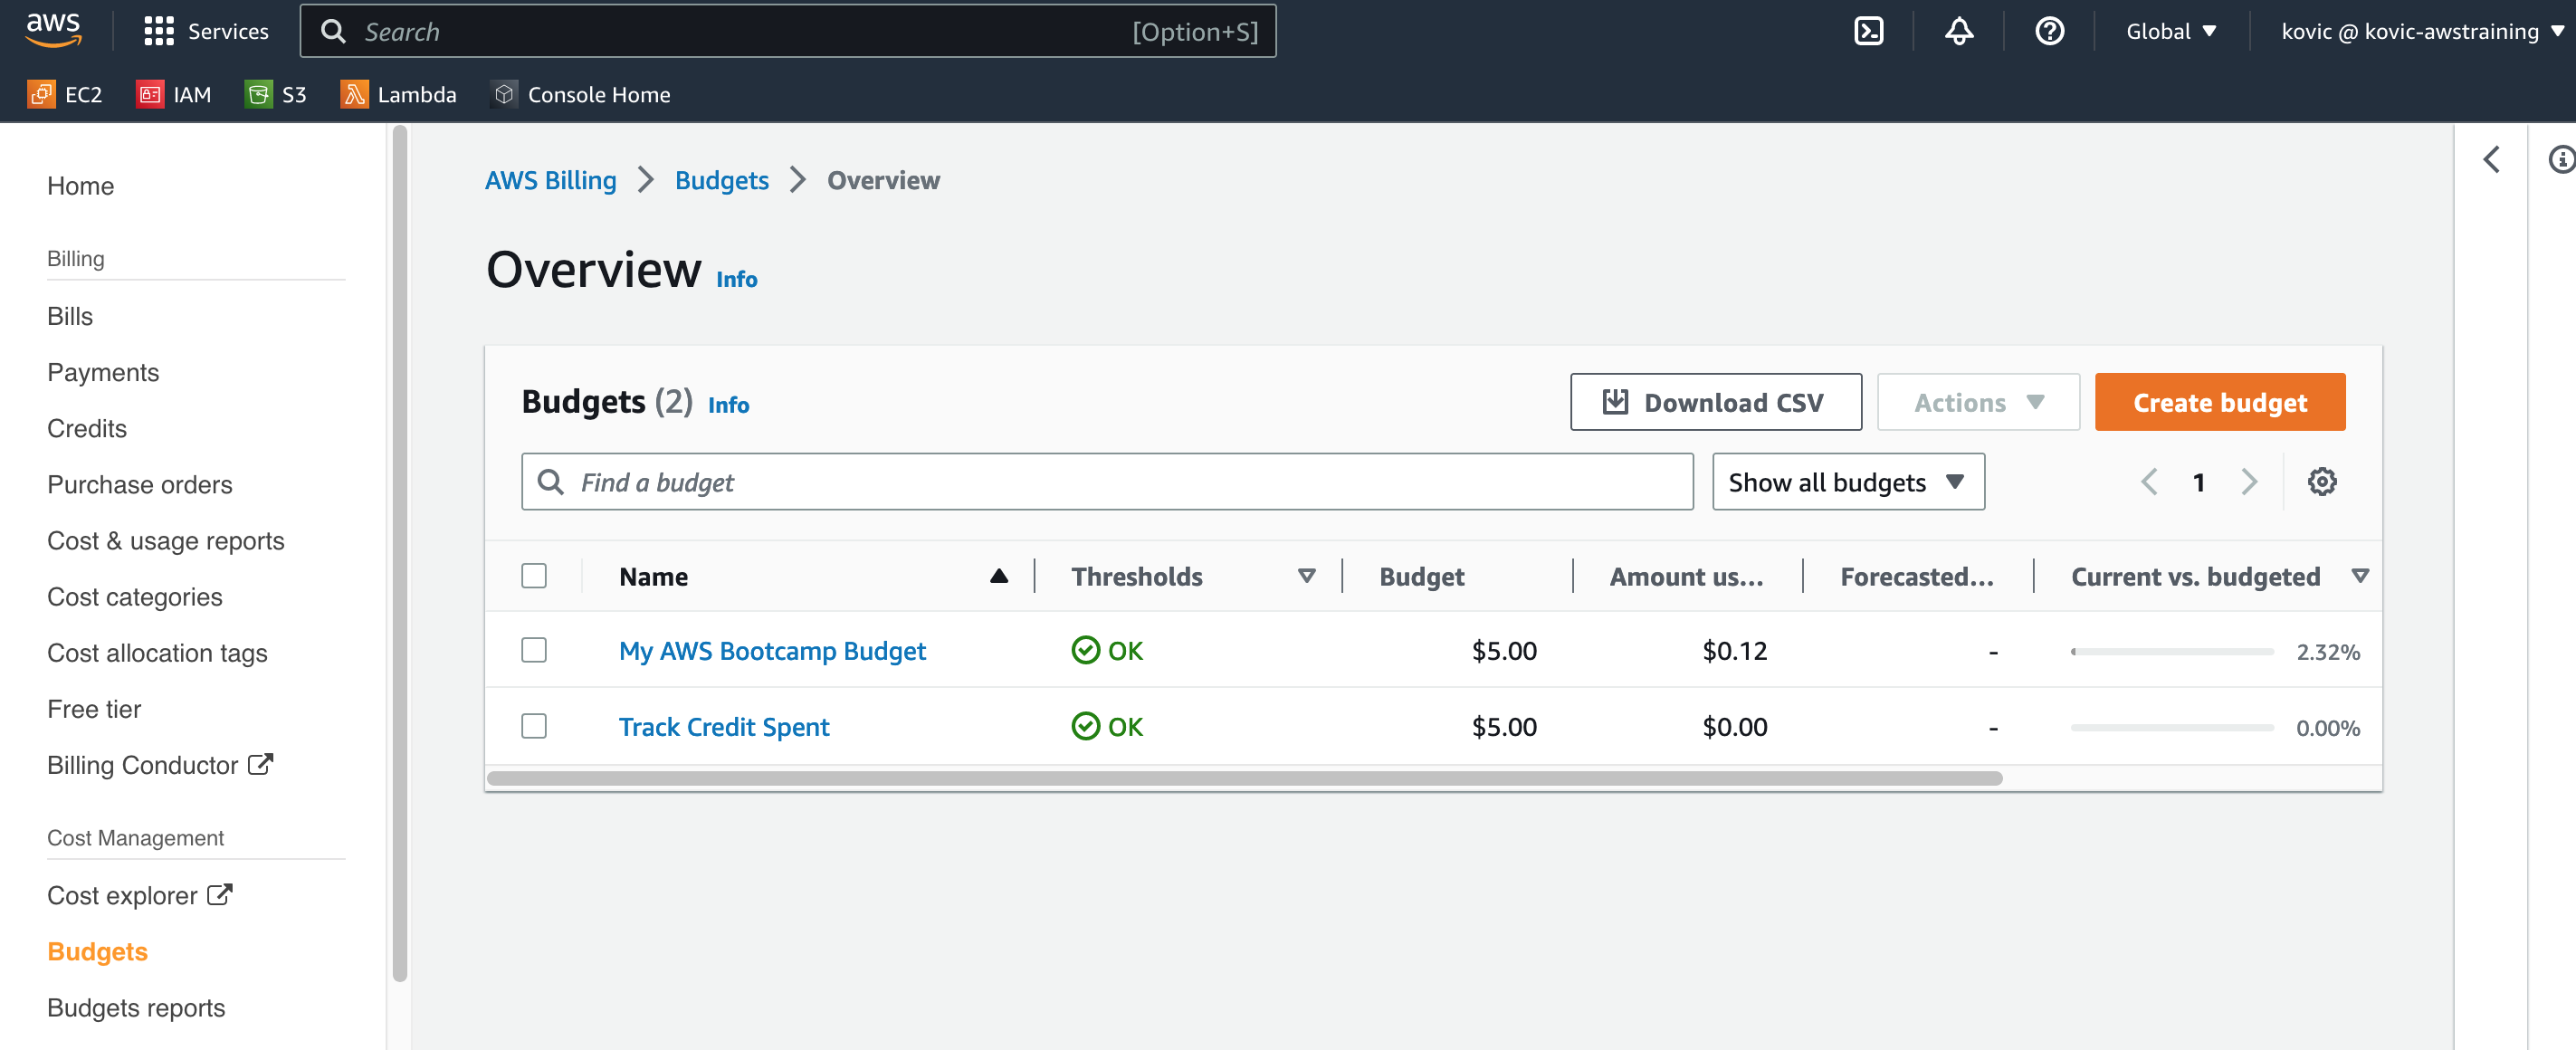 aws
Services
Search [Option+S]
Global
kovic @ kovic-awstraining
EC2
IAM
S3
Lambda
Console Home
Home
Billing
Bills
Payments
Credits
Purchase orders
Cost & usage reports
Cost categories
Cost allocation tags
Free tier
Billing Conductor
Cost Management
Cost explorer
Budgets
Budgets reports
AWS Billing > Budgets > Overview
Overview Info
Budgets (2) Info
Download CSV
Actions
Create budget
Find a budget
Show all budgets
1
Name Thresholds Budget Amount us... Forecasted... Current vs. budgeted
My AWS Bootcamp Budget OK $5.00 $0.12 - 2.32%
Track Credit Spent OK $5.00 $0.00 - 0.00%